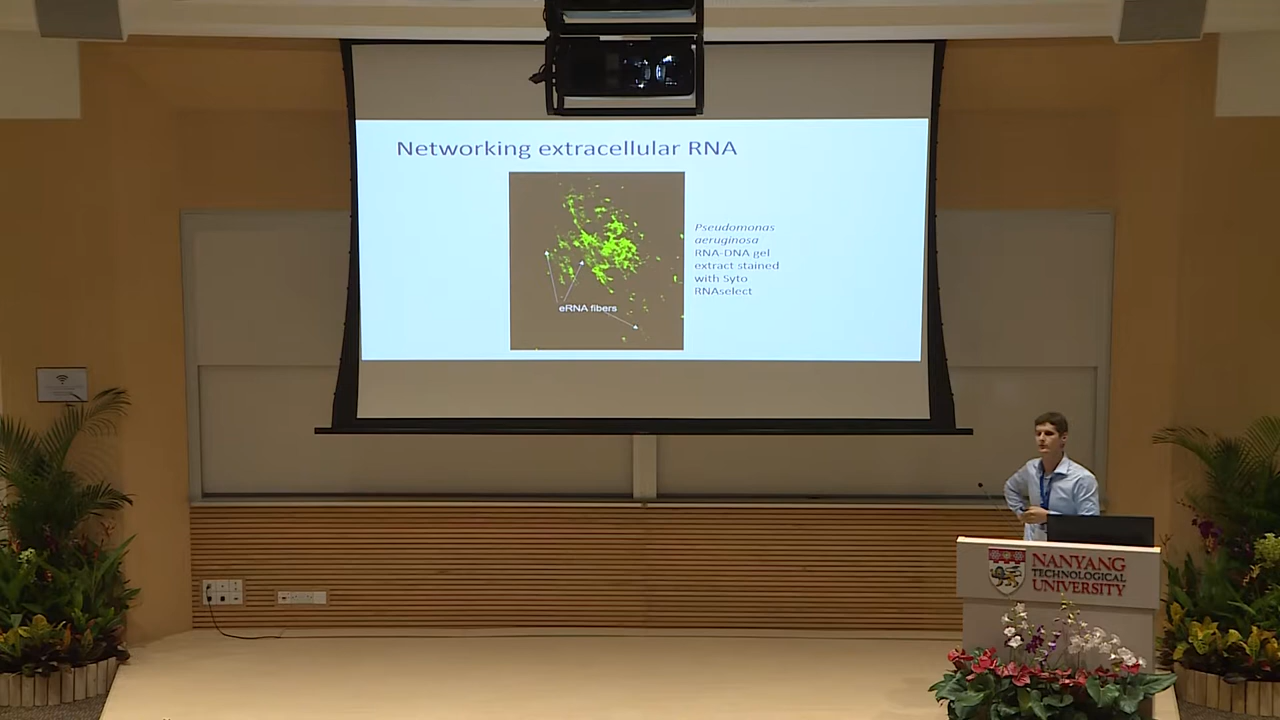 Networking extracellular RNA
Pseudomonas
aeruginosa
RNA-DNA gel
extract stained
with Syto
RNAselect
eRNA fibers
NANYANG
TECHNOLOGICAL
UNIVERSITY